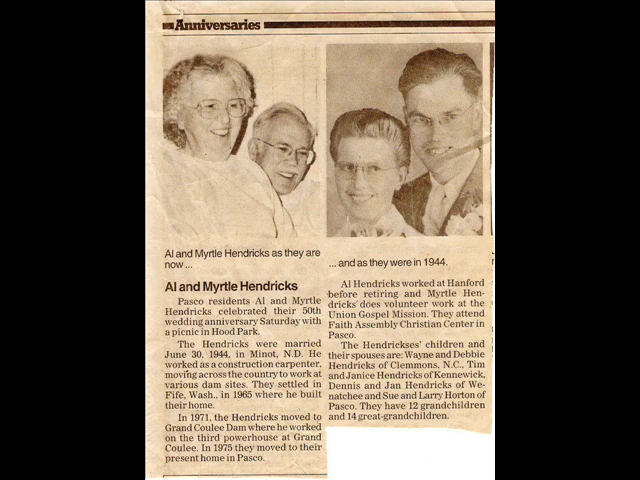 Anniversaries
Al and Myrtle Hendricks as they are
now ...
... and as they were in 1944.
Al and Myrtle Hendricks
Pasco residents Al and Myrtle
Hendricks celebrated their 50th
wedding anniversary Saturday with
a picnic in Hood Park.
The Hendricks were married
June 30, 1944, in Minot, N.D. He
worked as a construction carpenter,
moving across the country to work at
various dam sites. They settled in
Fife, Wash., in 1965 where he built
their home.
In 1971, the Hendricks moved to
Grand Coulee Dam where he worked
on the third powerhouse at Grand
Coulee. In 1975 they moved to their
present home in Pasco.
Al Hendricks worked at Hanford
before retiring and Myrtle Hen-
dricks does volunteer work at the
Union Gospel Mission. They attend
Faith Assembly Christian Center in
Pasco.
The Hendrickses' children and
their spouses are: Wayne and Debbie
Hendricks of Clemmons, N.C., Tim
and Janice Hendricks of Kennewick,
Dennis and Jan Hendricks of We-
natchee and Sue and Larry Horton of
Pasco. They have 12 grandchildren
and 14 great-grandchildren.